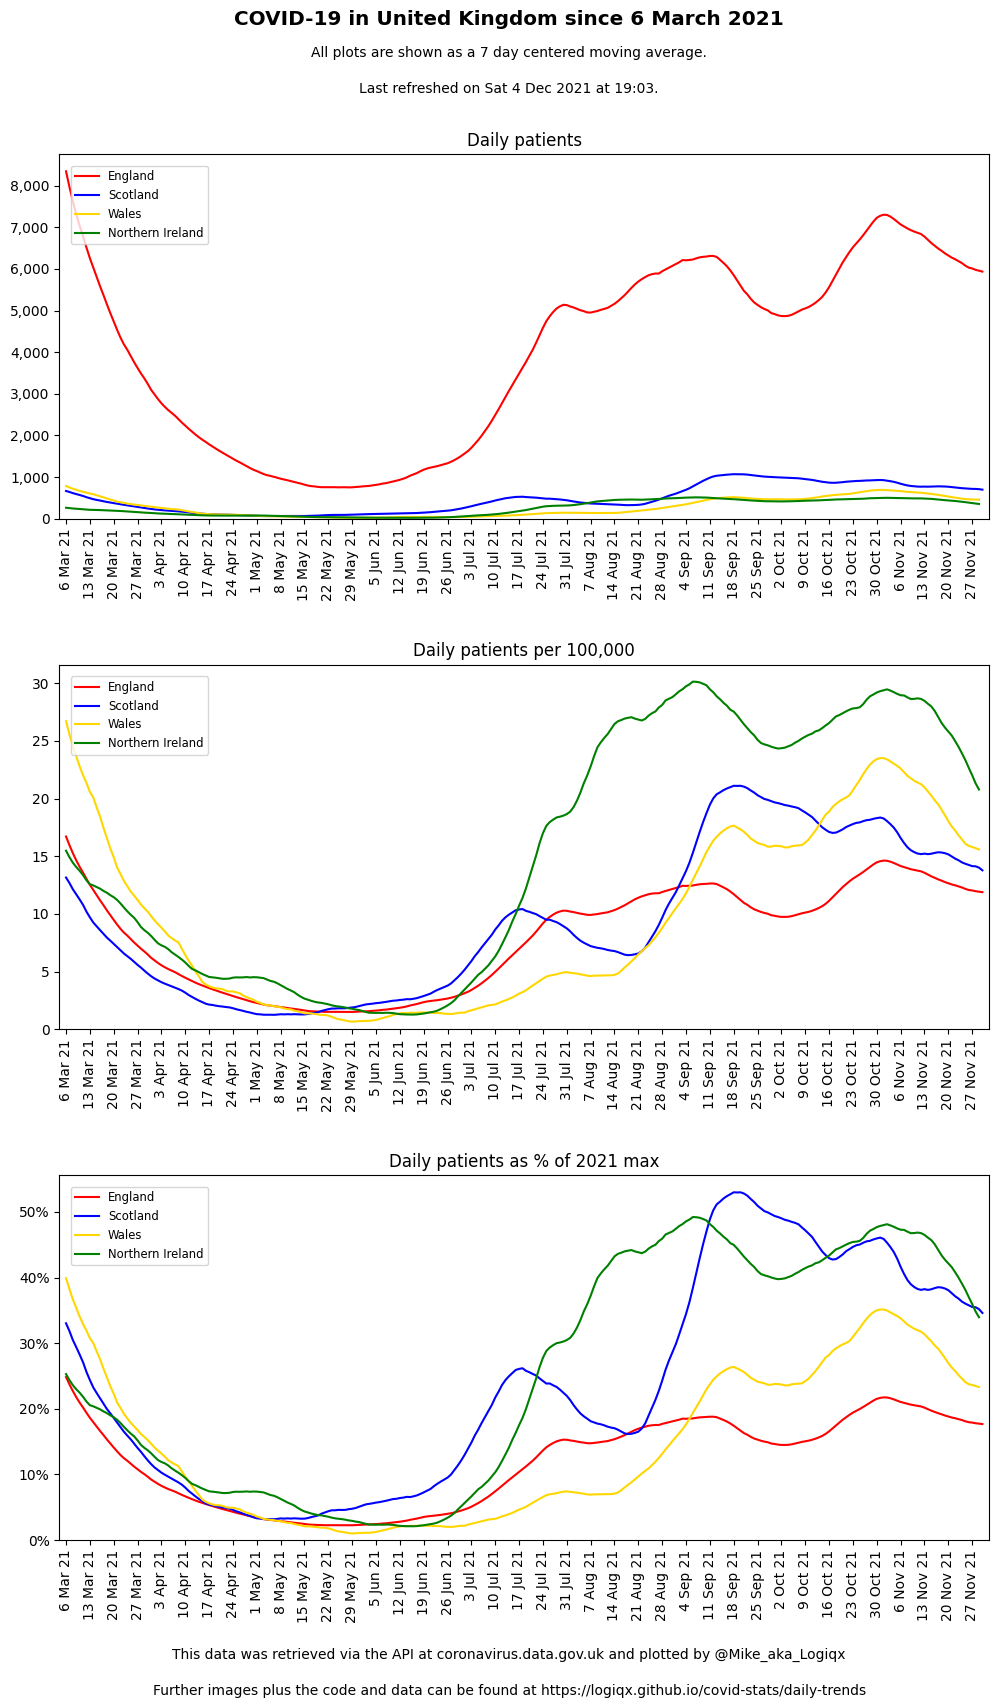 COVID-19 in United Kingdom since 6 March 2021
All plots are shown as a 7 day centered moving average.
Last refreshed on Sat 4 Dec 2021 at 19:03.
Daily patients
England
Scotland
Wales
Northern Ireland
8,000
7,000
6,000
5,000
4,000
3,000
2,000
1,000
0
6 Mar 21
13 Mar 21
20 Mar 21
27 Mar 21
3 Apr 21
10 Apr 21
17 Apr 21
24 Apr 21
1 May 21
8 May 21
15 May 21
22 May 21
29 May 21
5 Jun 21
12 Jun 21
19 Jun 21
26 Jun 21
3 Jul 21
10 Jul 21
17 Jul 21
24 Jul 21
31 Jul 21
7 Aug 21
14 Aug 21
21 Aug 21
28 Aug 21
4 Sep 21
11 Sep 21
18 Sep 21
25 Sep 21
2 Oct 21
9 Oct 21
16 Oct 21
23 Oct 21
30 Oct 21
6 Nov 21
13 Nov 21
20 Nov 21
27 Nov 21
Daily patients per 100,000
England
Scotland
Wales
Northern Ireland
30
25
20
15
10
5
0
6 Mar 21
13 Mar 21
20 Mar 21
27 Mar 21
3 Apr 21
10 Apr 21
17 Apr 21
24 Apr 21
1 May 21
8 May 21
15 May 21
22 May 21
29 May 21
5 Jun 21
12 Jun 21
19 Jun 21
26 Jun 21
3 Jul 21
10 Jul 21
17 Jul 21
24 Jul 21
31 Jul 21
7 Aug 21
14 Aug 21
21 Aug 21
28 Aug 21
4 Sep 21
11 Sep 21
18 Sep 21
25 Sep 21
2 Oct 21
9 Oct 21
16 Oct 21
23 Oct 21
30 Oct 21
6 Nov 21
13 Nov 21
20 Nov 21
27 Nov 21
Daily patients as % of 2021 max
England
Scotland
Wales
Northern Ireland
50%
40%
30%
20%
10%
0%
6 Mar 21
13 Mar 21
20 Mar 21
27 Mar 21
3 Apr 21
10 Apr 21
17 Apr 21
24 Apr 21
1 May 21
8 May 21
15 May 21
22 May 21
29 May 21
5 Jun 21
12 Jun 21
19 Jun 21
26 Jun 21
3 Jul 21
10 Jul 21
17 Jul 21
24 Jul 21
31 Jul 21
7 Aug 21
14 Aug 21
21 Aug 21
28 Aug 21
4 Sep 21
11 Sep 21
18 Sep 21
25 Sep 21
2 Oct 21
9 Oct 21
16 Oct 21
23 Oct 21
30 Oct 21
6 Nov 21
13 Nov 21
20 Nov 21
27 Nov 21
This data was retrieved via the API at coronavirus.data.gov.uk and plotted by @Mike_aka_Logiqx
Further images plus the code and data can be found at https://logiqx.github.io/covid-stats/daily-trends